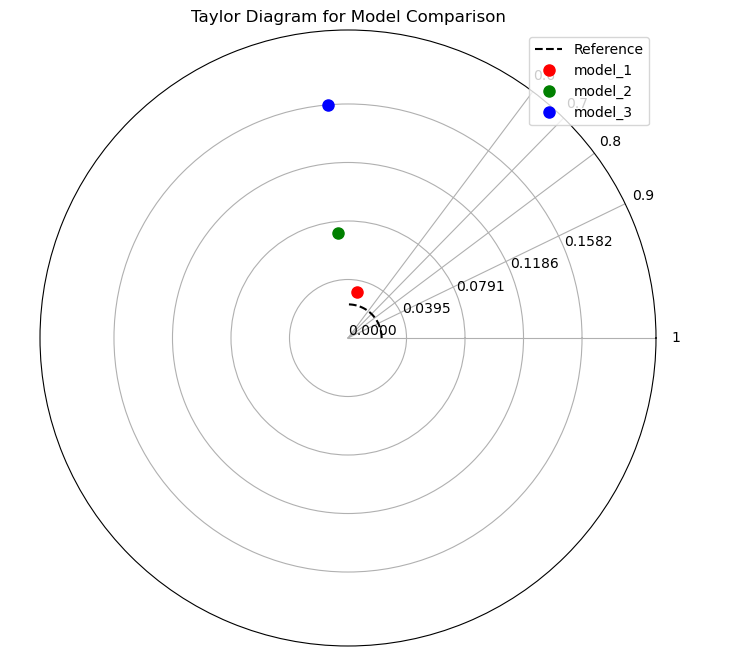 Taylor Diagram for Model Comparison
Reference
model_1
model_2
model_3
0.7
0.8
0.9
0.1582
0.1186
0.0791
0.0395
0.0000
1